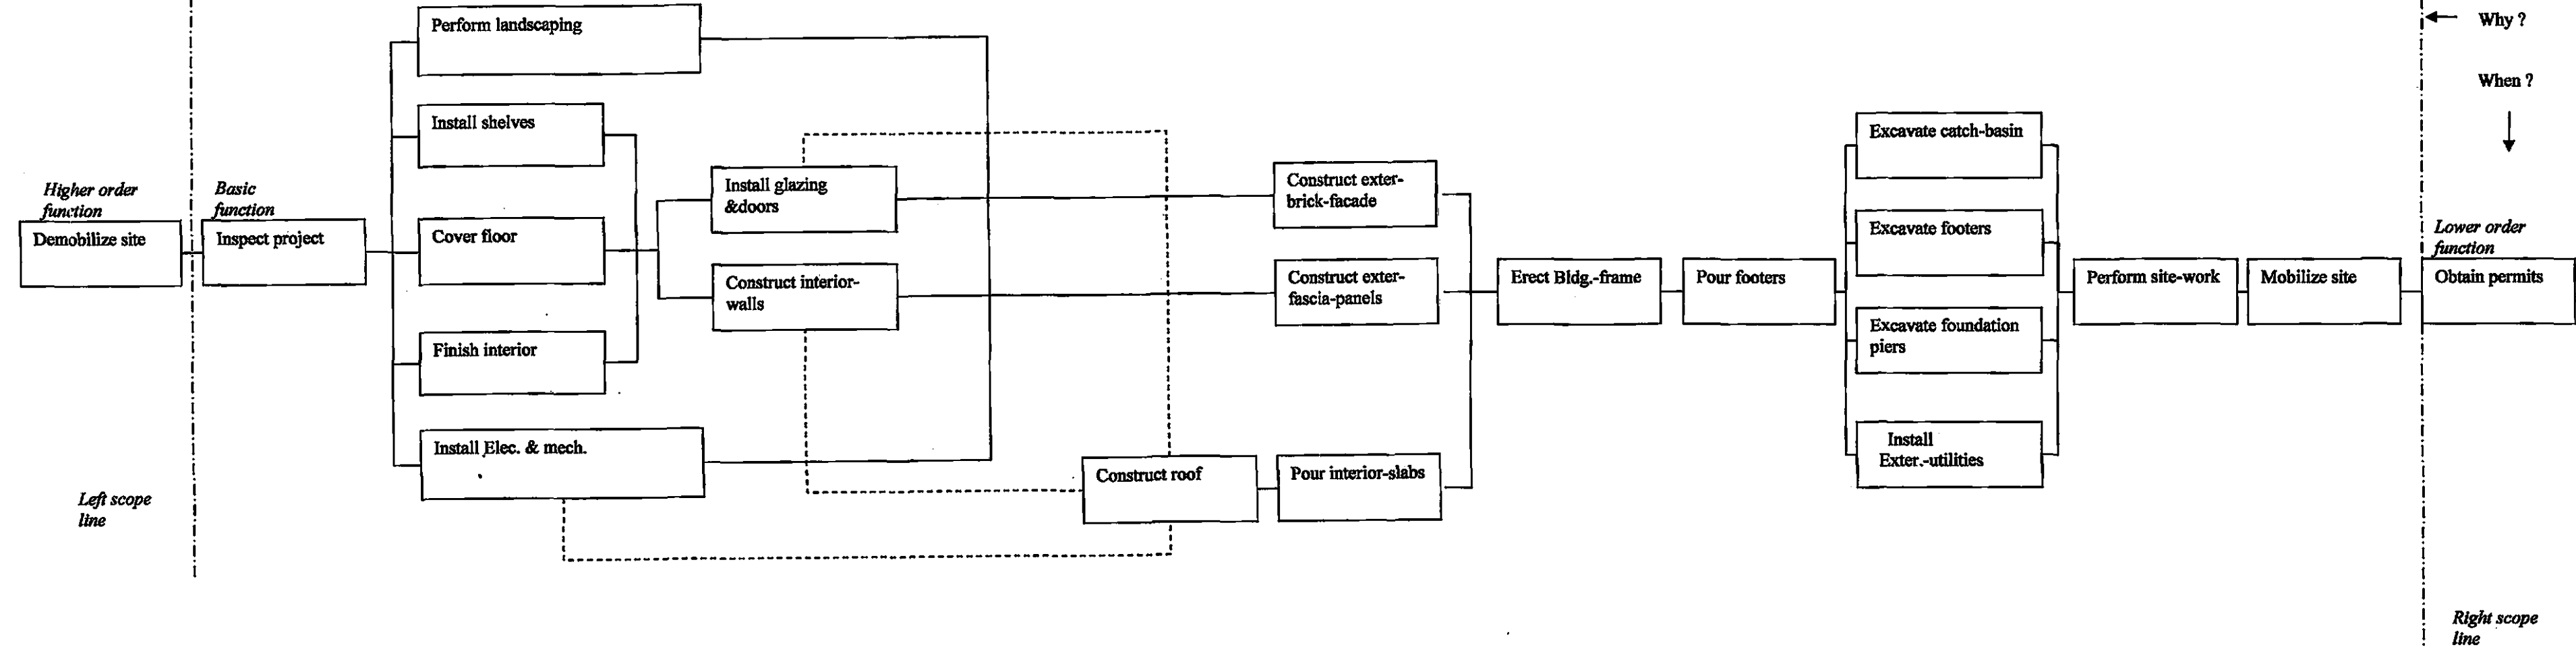 Higher order
function
Demobilize site
Left scope
line
Basic
function
Inspect project
Perform landscaping
Install shelves
Cover floor
Finish interior
Install Elec. & mech.
Install glazing
&doors
Construct interior-
walls
Construct roof
Construct exter-
brick-facade
Construct exter-
fascia-panels
Pour interior-slabs
Erect Bldg.-frame
Pour footers
Excavate catch-basin
Excavate footers
Excavate foundation
piers
Install
Exter.-utilities
Perform site-work
Mobilize site
Why ?
When ?
Lower order
function
Obtain permits
Right scope
line